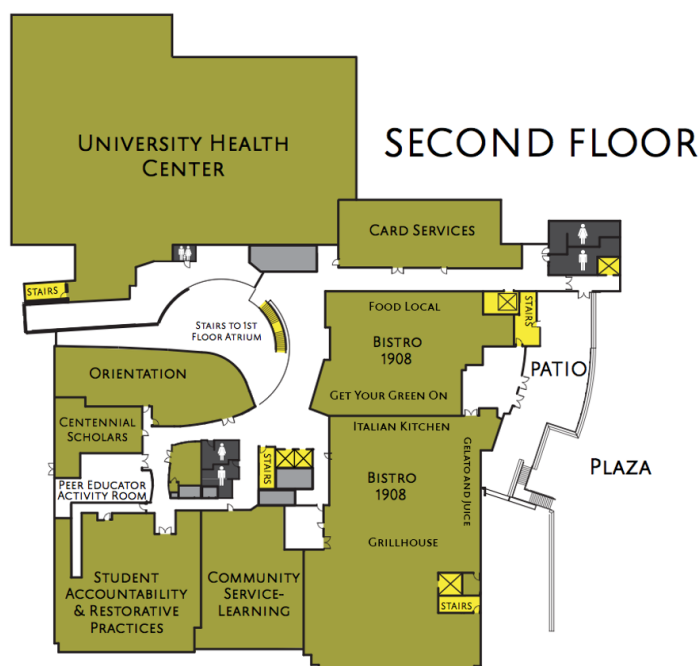 SECOND FLOOR
UNIVERSITY HEALTH
CENTER
CARD SERVICES
STAIRS
STAIRS TO 1ST
FLOOR ATRIUM
FOOD LOCAL
STAIRS
BISTRO
1908
PATIO
ORIENTATION
GET YOUR GREEN ON
CENTENNIAL
SCHOLARS
ITALIAN KITCHEN
GELATO AND JUICE
STAIRS
PLAZA
BISTRO
1908
PEER EDUCATOR
ACTIVITY ROOM
GRILLHOUSE
STUDENT
ACCOUNTABILITY
& RESTORATIVE
PRACTICES
COMMUNITY
SERVICE-
LEARNING
STAIRS